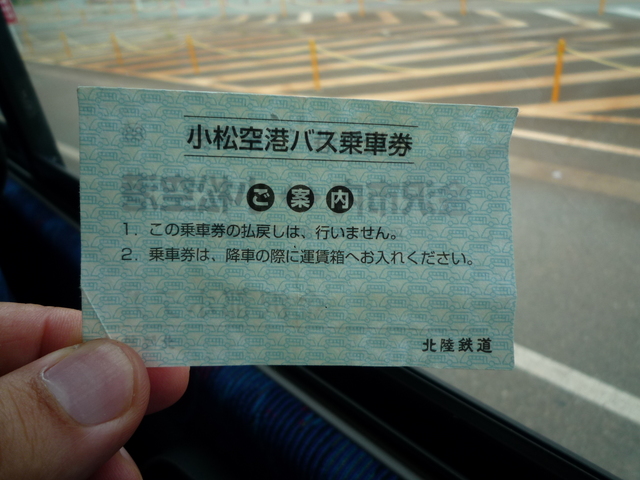 小松空港バス乗車券
ご案内
1. この乗車券の払戻しは、行いません。
2. 乗車券は、降車の際に運賃箱へお入れください。
北陸鉄道